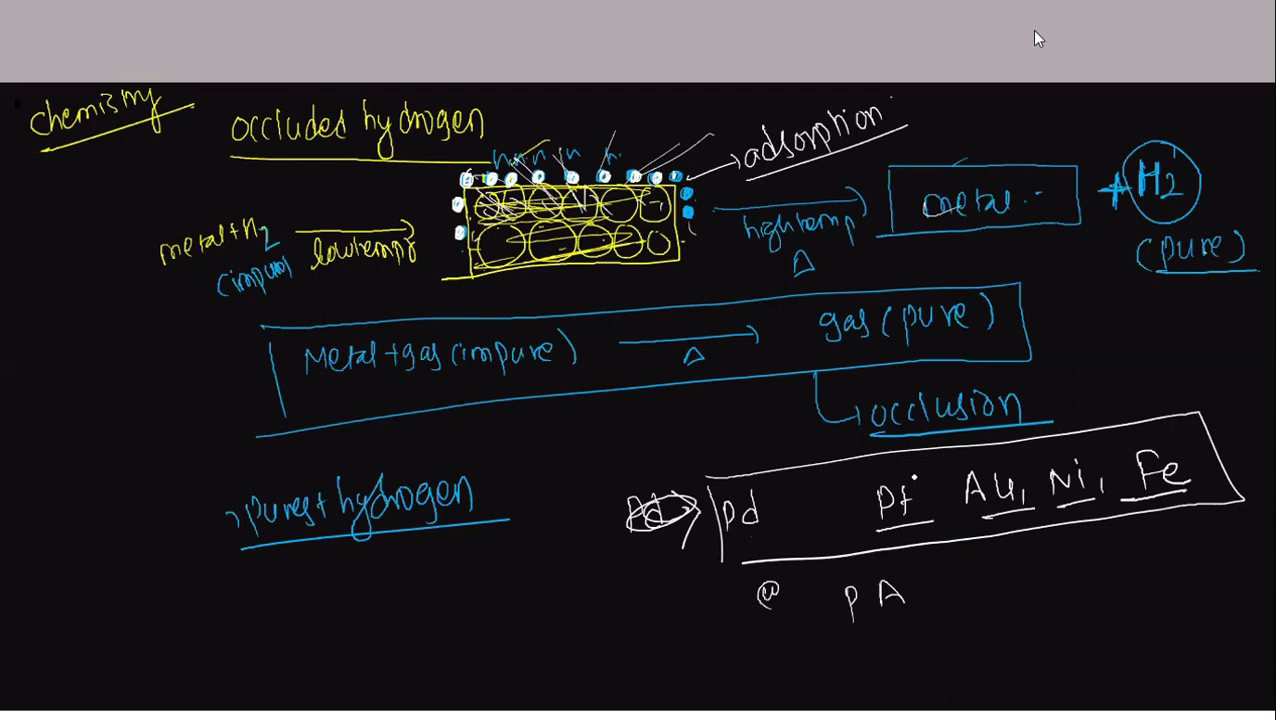 chemistry
occluded hydrogen
adsorption
metal + H2
(impure)
low temp
high temp
Δ
metal
+ H2
(pure)
Metal + gas (impure)
Δ
gas (pure)
occlusion
purest hydrogen
pd pt Au, Ni, Fe
@ p A